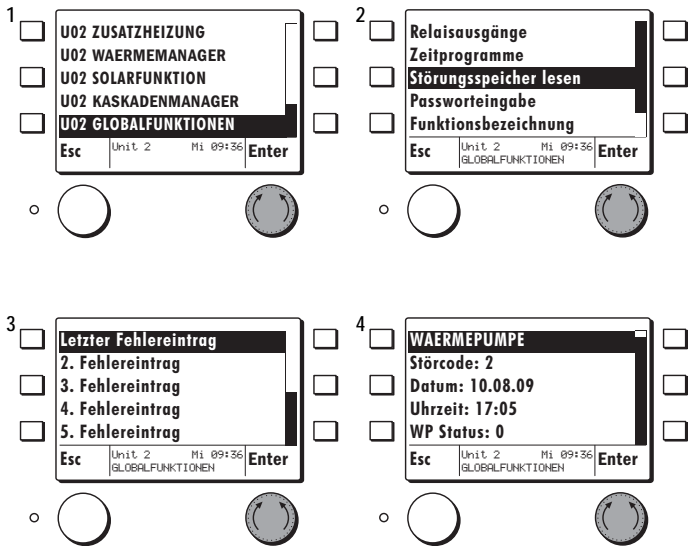 1
U02 ZUSATZHEIZUNG
U02 WAERMEMANAGER
U02 SOLARFUNKTION
U02 KASKADENMANAGER
U02 GLOBALFUNKTIONEN
Esc Unit 2 Mi 09:36 Enter
2
Relaisausgänge
Zeitprogramme
Störungsspeicher lesen
Passworteingabe
Funktionsbezeichnung
Esc Unit 2 Mi 09:36 Enter
GLOBALFUNKTIONEN
3
Letzter Fehlereintrag
2. Fehlereintrag
3. Fehlereintrag
4. Fehlereintrag
5. Fehlereintrag
Esc Unit 2 Mi 09:36 Enter
GLOBALFUNKTIONEN
4
WAERMEPUMPE
Störcode: 2
Datum: 10.08.09
Uhrzeit: 17:05
WP Status: 0
Esc Unit 2 Mi 09:36 Enter
GLOBALFUNKTIONEN